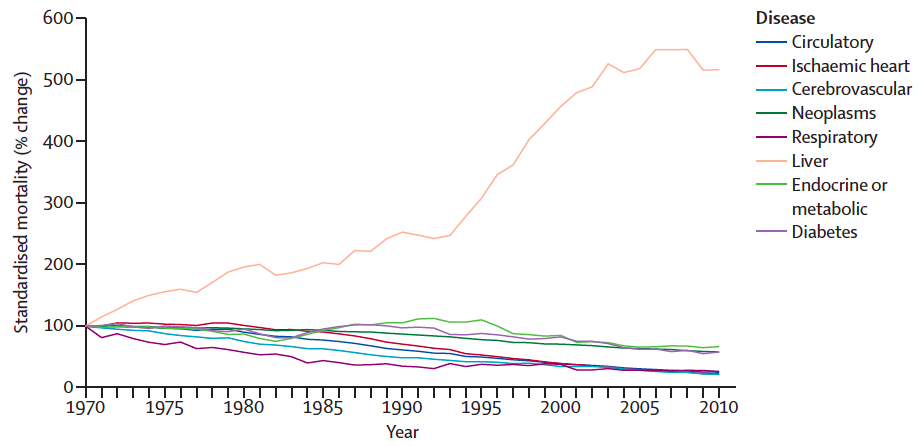 600
500
400
300
200
100
0
Standardised mortality (% change)
1970
1975
1980
1985
1990
1995
2000
2005
2010
Year
Disease
Circulatory
Ischaemic heart
Cerebrovascular
Neoplasms
Respiratory
Liver
Endocrine or
metabolic
Diabetes